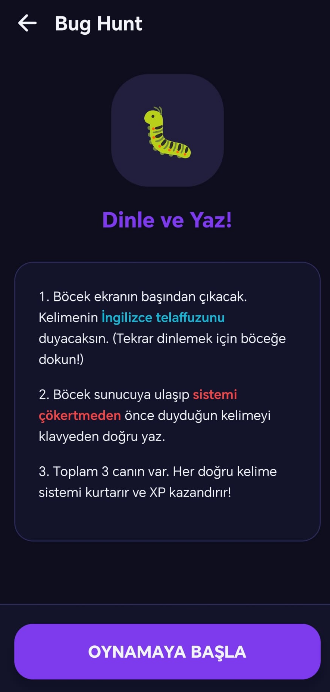 Bug Hunt
Dinle ve Yaz!
1. Böcek ekranın başından çıkacak.
Kelimenin İngilizce telaffuzunu
duyacaksın. (Tekrar dinlemek için böceğe
dokun!)
2. Böcek sunucuya ulaşıp sistemi
çökertmeden önce duyduğun kelimeyi
klavyeden doğru yaz.
3. Toplam 3 canın var. Her doğru kelime
sistemi kurtarır ve XP kazandırır!
OYNAMAYA BAŞLA